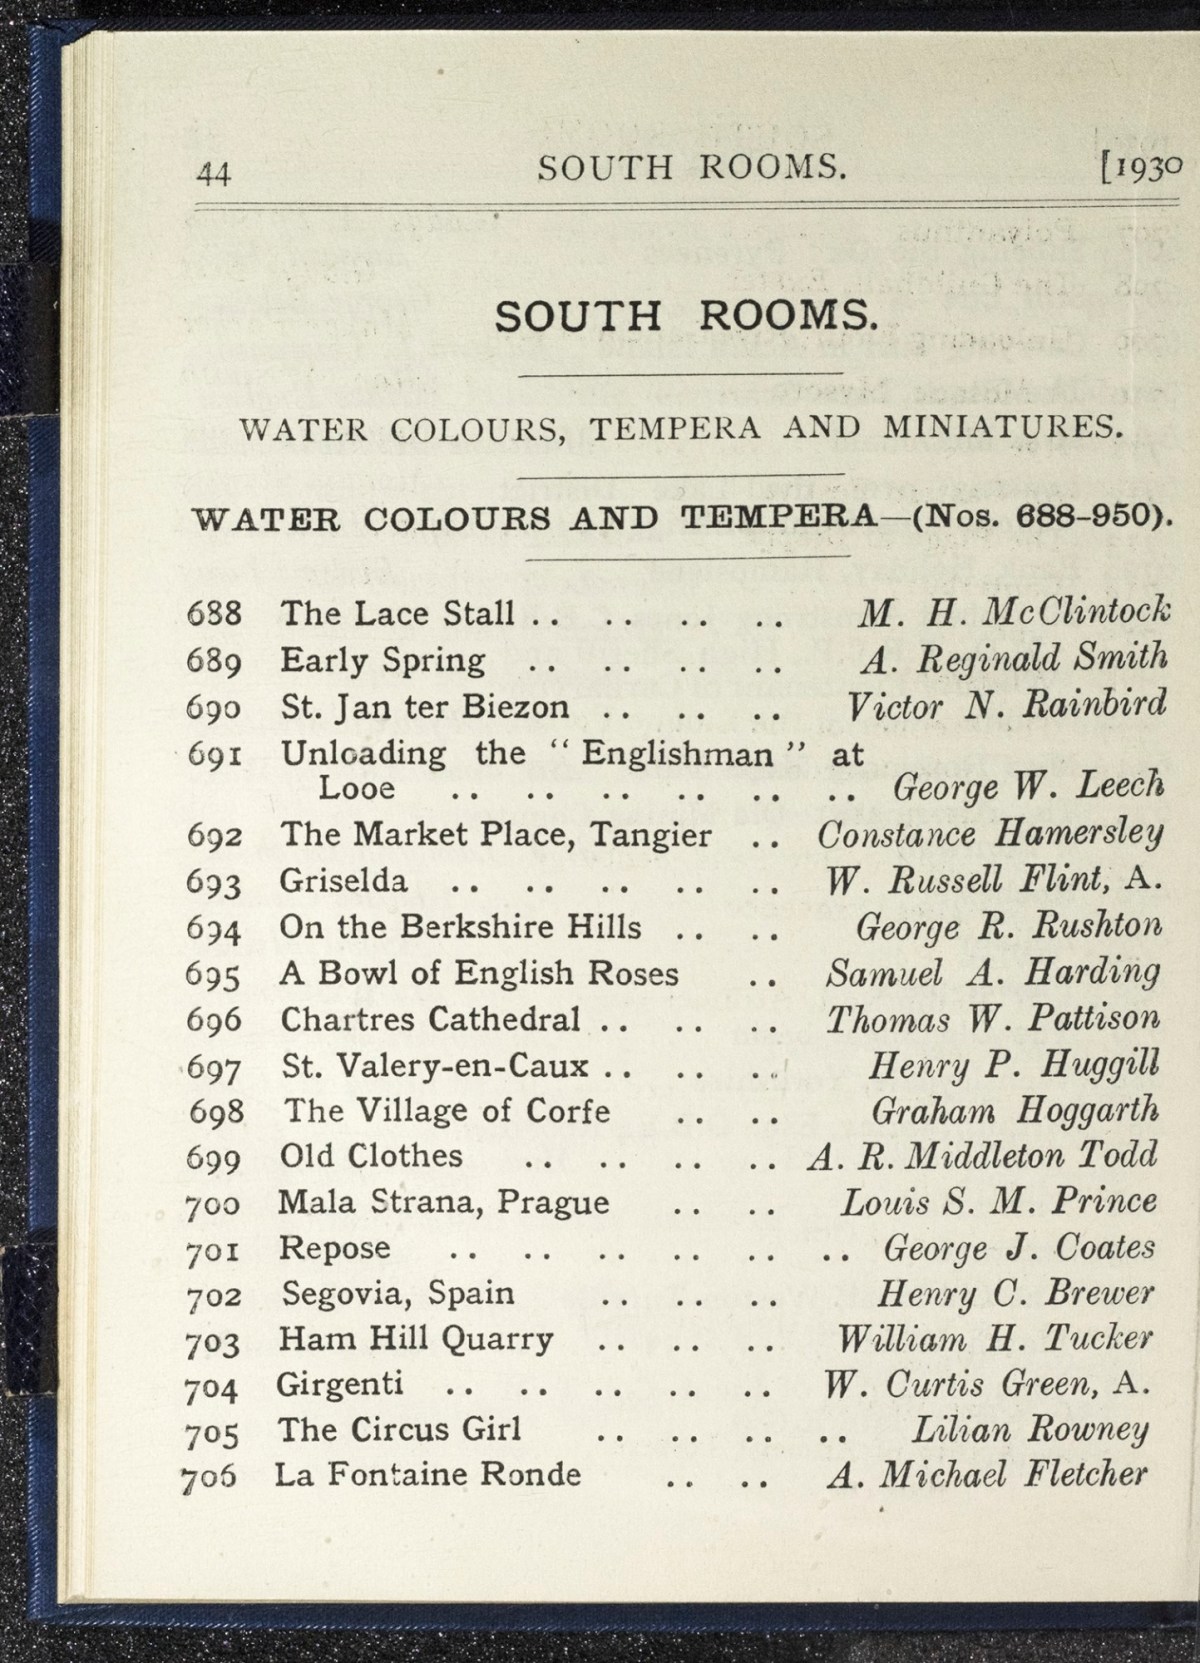 44 SOUTH ROOMS. [1930
SOUTH ROOMS.
WATER COLOURS, TEMPERA AND MINIATURES.
WATER COLOURS AND TEMPERA—(Nos. 688-950).
688 The Lace Stall .. .. .. .. M. H. McClintock
689 Early Spring .. .. .. .. A. Reginald Smith
690 St. Jan ter Biezon .. .. .. Victor N. Rainbird
691 Unloading the “ Englishman ” at
Looe .. .. .. .. .. .. George W. Leech
692 The Market Place, Tangier .. Constance Hamersley
693 Griselda .. .. .. .. .. W. Russell Flint, A.
694 On the Berkshire Hills .. .. George R. Rushton
695 A Bowl of English Roses .. Samuel A. Harding
696 Chartres Cathedral .. .. .. Thomas W. Pattison
697 St. Valery-en-Caux .. .. .. Henry P. Huggill
698 The Village of Corfe .. .. Graham Hoggarth
699 Old Clothes .. .. .. .. A. R. Middleton Todd
700 Mala Strana, Prague .. .. Louis S. M. Prince
701 Repose .. .. .. .. .. .. George J. Coates
702 Segovia, Spain .. .. .. Henry C. Brewer
703 Ham Hill Quarry .. .. .. William H. Tucker
704 Girgenti .. .. .. .. .. W. Curtis Green, A.
705 The Circus Girl .. .. .. .. Lilian Rowney
706 La Fontaine Ronde .. .. A. Michael Fletcher